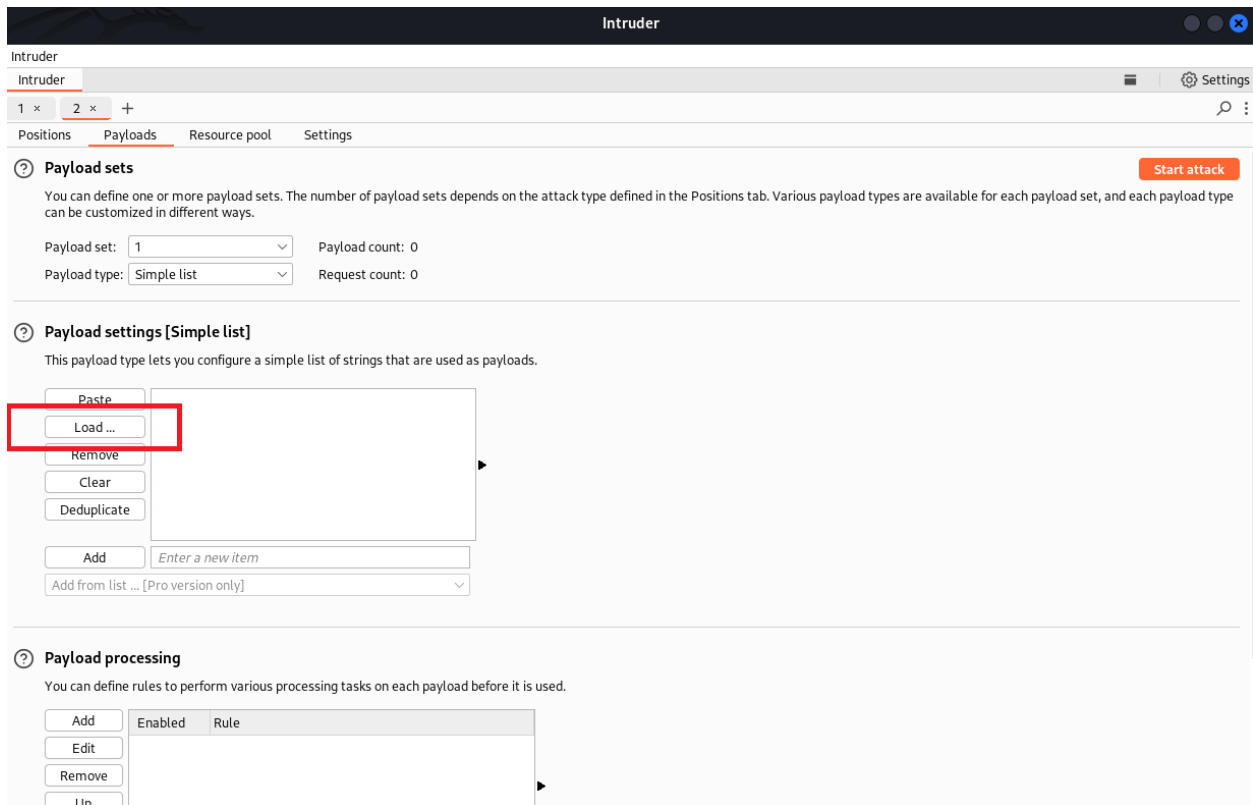 Intruder
Intruder
Intruder
Settings
1 ×
2 ×
+
Positions
Payloads
Resource pool
Settings
Payload sets
Start attack
You can define one or more payload sets. The number of payload sets depends on the attack type defined in the Positions tab. Various payload types are available for each payload set, and each payload type
can be customized in different ways.
Payload set: 1
Payload count: 0
Payload type: Simple list
Request count: 0
Payload settings [Simple list]
This payload type lets you configure a simple list of strings that are used as payloads.
Paste
Load ...
Remove
Clear
Deduplicate
Add
Enter a new item
Add from list ... [Pro version only]
Payload processing
You can define rules to perform various processing tasks on each payload before it is used.
Add
Enabled
Rule
Edit
Remove
Up